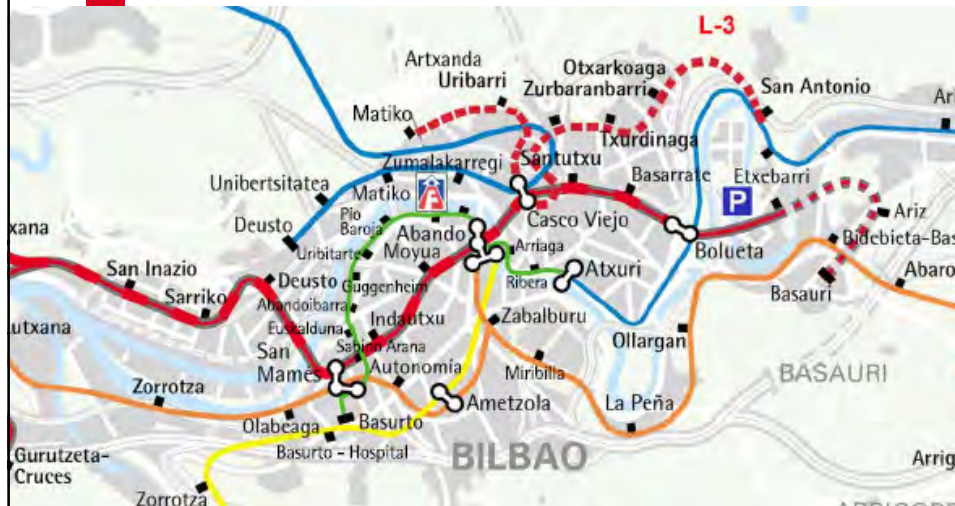 L-3
Artxanda
Uribarri
Otxarkoaga
Zurbaranbarri
San Antonio
Ari
Matiko
Txurdinaga
Zumalakarregi
Santutxu
Basarrate
Etxebarri
Unibertsitatea
Matiko
P
Pio
Baroja
Casco Viejo
Ariz
Deusto
Abando
xana
Uribitarte
Moyua
Arriaga
Bolueta
Bidebieta-Bas
San Inazio
Deusto
Guggenheim
Ribera
Atxuri
Abaro
Sarriko
Abandoibarra
Basauri
Euskalduna
Indautxu
Zabalburu
utxana
Ollargan
San
Mamés
Sabino Arana
Autonomía
Miribilla
BASAURI
Zorrotza
Ametzola
La Peña
Olabeaga
Basurto
Basurto - Hospital
BILBAO
Gurutzeta-
Cruces
Arrig
Zorrotza